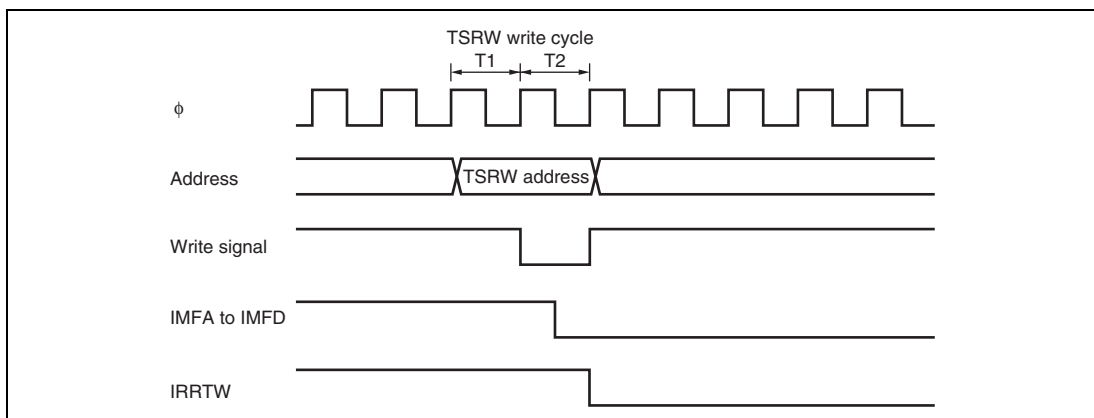 TSRW write cycle
T1 T2
ϕ
Address
TSRW address
Write signal
IMFA to IMFD
IRRTW